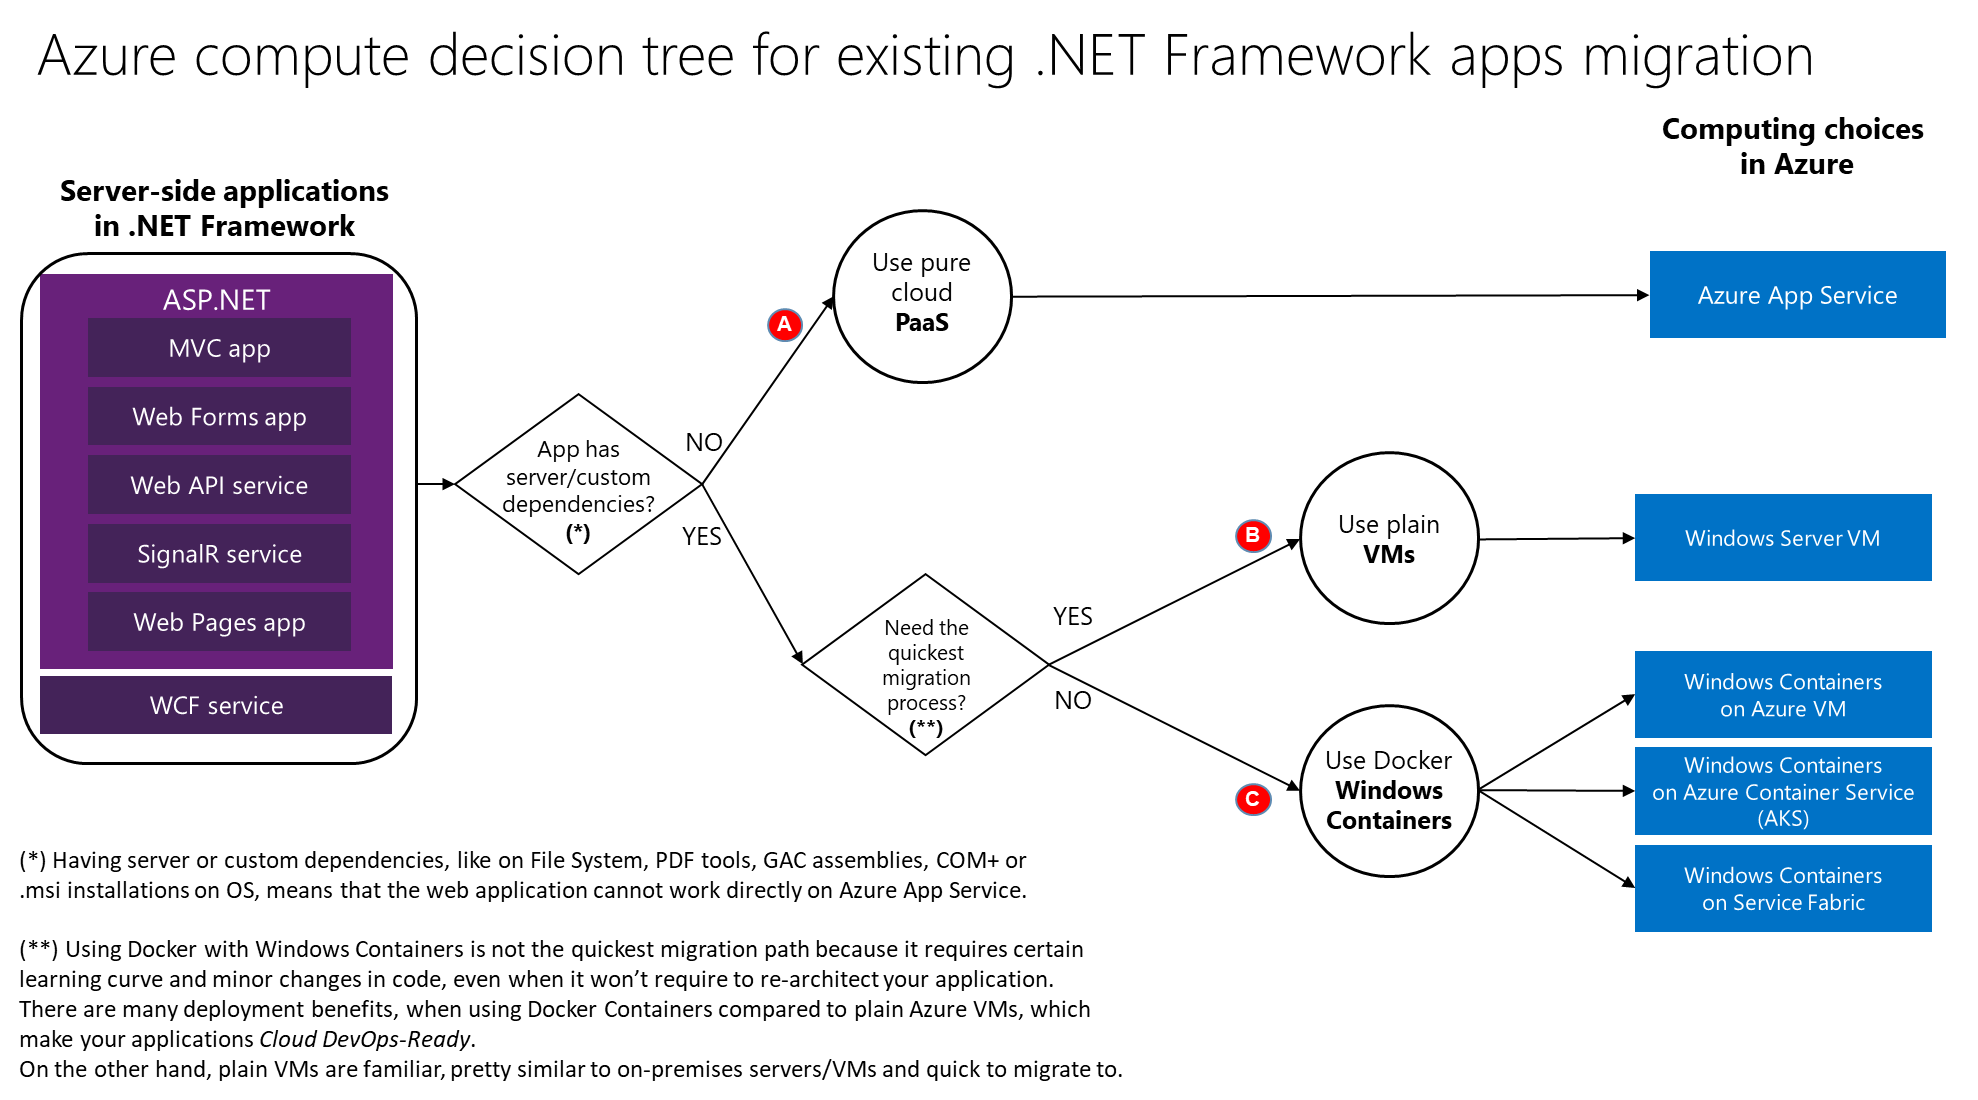 Azure compute decision tree for existing .NET Framework apps migration
Computing choices
in Azure
Server-side applications
in .NET Framework
ASP.NET
MVC app
Web Forms app
Web API service
SignalR service
Web Pages app
WCF service
App has
server/custom
dependencies?
(*)
NO
YES
A
Use pure
cloud
PaaS
Azure App Service
Need the
quickest
migration
process?
(**)
YES
NO
B
Use plain
VMs
Windows Server VM
C
Use Docker
Windows
Containers
Windows Containers
on Azure VM
Windows Containers
on Azure Container Service
(AKS)
Windows Containers
on Service Fabric
(*) Having server or custom dependencies, like on File System, PDF tools, GAC assemblies, COM+ or
.msi installations on OS, means that the web application cannot work directly on Azure App Service.
(**) Using Docker with Windows Containers is not the quickest migration path because it requires certain
learning curve and minor changes in code, even when it won’t require to re-architect your application.
There are many deployment benefits, when using Docker Containers compared to plain Azure VMs, which
make your applications Cloud DevOps-Ready.
On the other hand, plain VMs are familiar, pretty similar to on-premises servers/VMs and quick to migrate to.